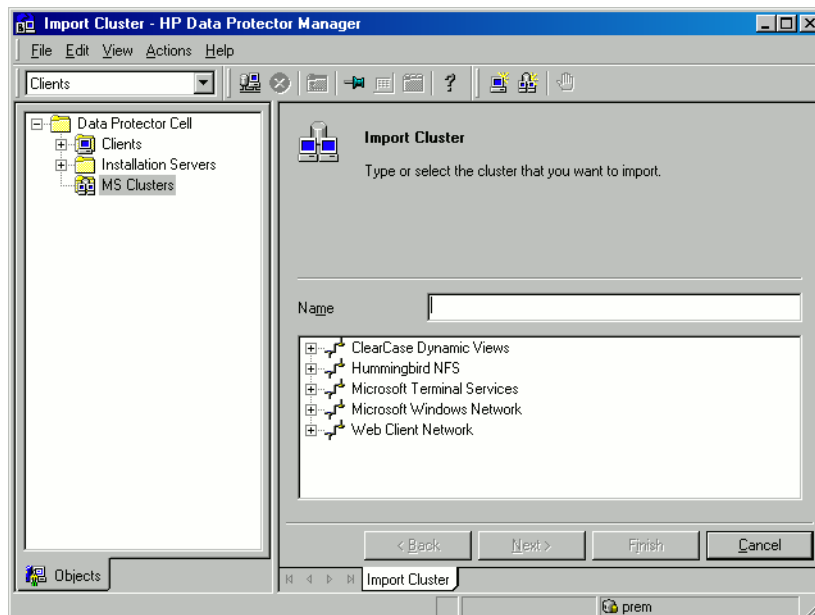 Import Cluster - HP Data Protector Manager
File Edit View Actions Help
Clients
Data Protector Cell
Clients
Installation Servers
MS Clusters
Import Cluster
Type or select the cluster that you want to import.
Name
ClearCase Dynamic Views
Hummingbird NFS
Microsoft Terminal Services
Microsoft Windows Network
Web Client Network
< Back Next > Finish Cancel
Objects
Import Cluster
prem